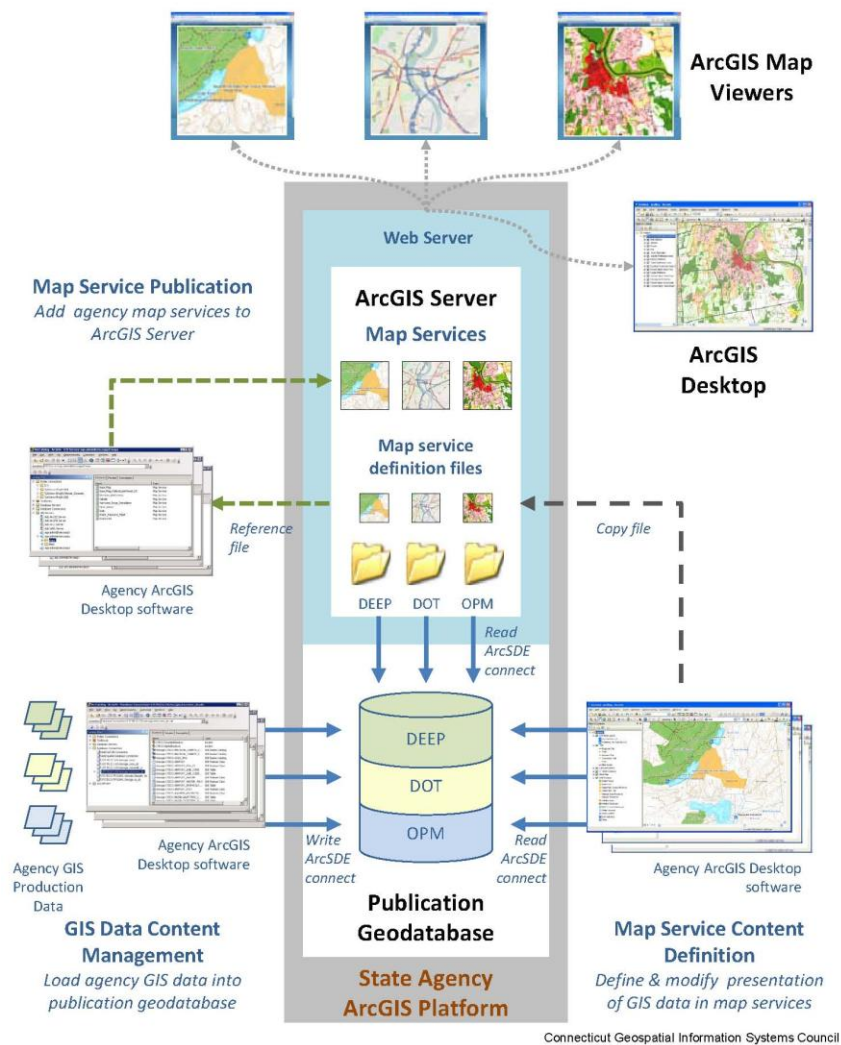 ArcGIS Map
Viewers
Web Server
Map Service Publication
Add agency map services to
ArcGIS Server
ArcGIS Server
Map Services
ArcGIS
Desktop
Map service
definition files
Reference
file
Copy file
Agency ArcGIS
Desktop software
DEEP
DOT
OPM
Read
ArcSDE
connect
DEEP
DOT
OPM
Agency GIS
Production
Data
Agency ArcGIS
Desktop software
Write
ArcSDE
connect
Read
ArcSDE
connect
Agency ArcGIS Desktop
software
Publication
Geodatabase
GIS Data Content
Management
Load agency GIS data into
publication geodatabase
Map Service Content
Definition
Define & modify presentation
of GIS data in map services
State Agency
ArcGIS Platform
Connecticut Geospatial Information Systems Council